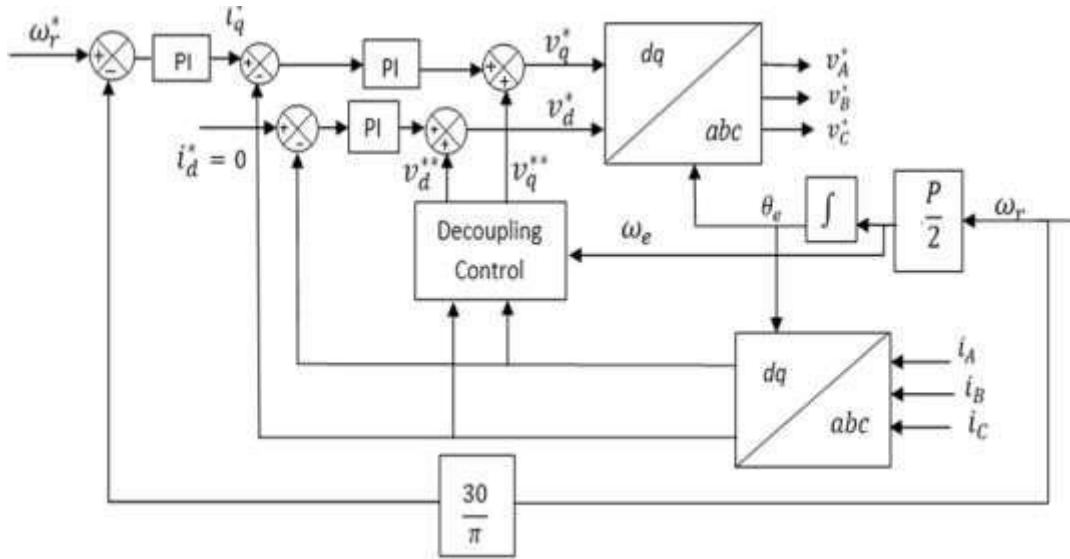 ω_r^*
+
−
PI
i_q^*
+
-
PI
+
+
v_q^*
dq
abc
v_A^*
v_B^*
v_C^*
i_d^* = 0
+
-
PI
+
+
v_d^*
v_d^{**}
v_q^{**}
Decoupling
Control
ω_e
θ_e
∫
P
2
ω_r
dq
abc
i_A
i_B
i_C
30
π